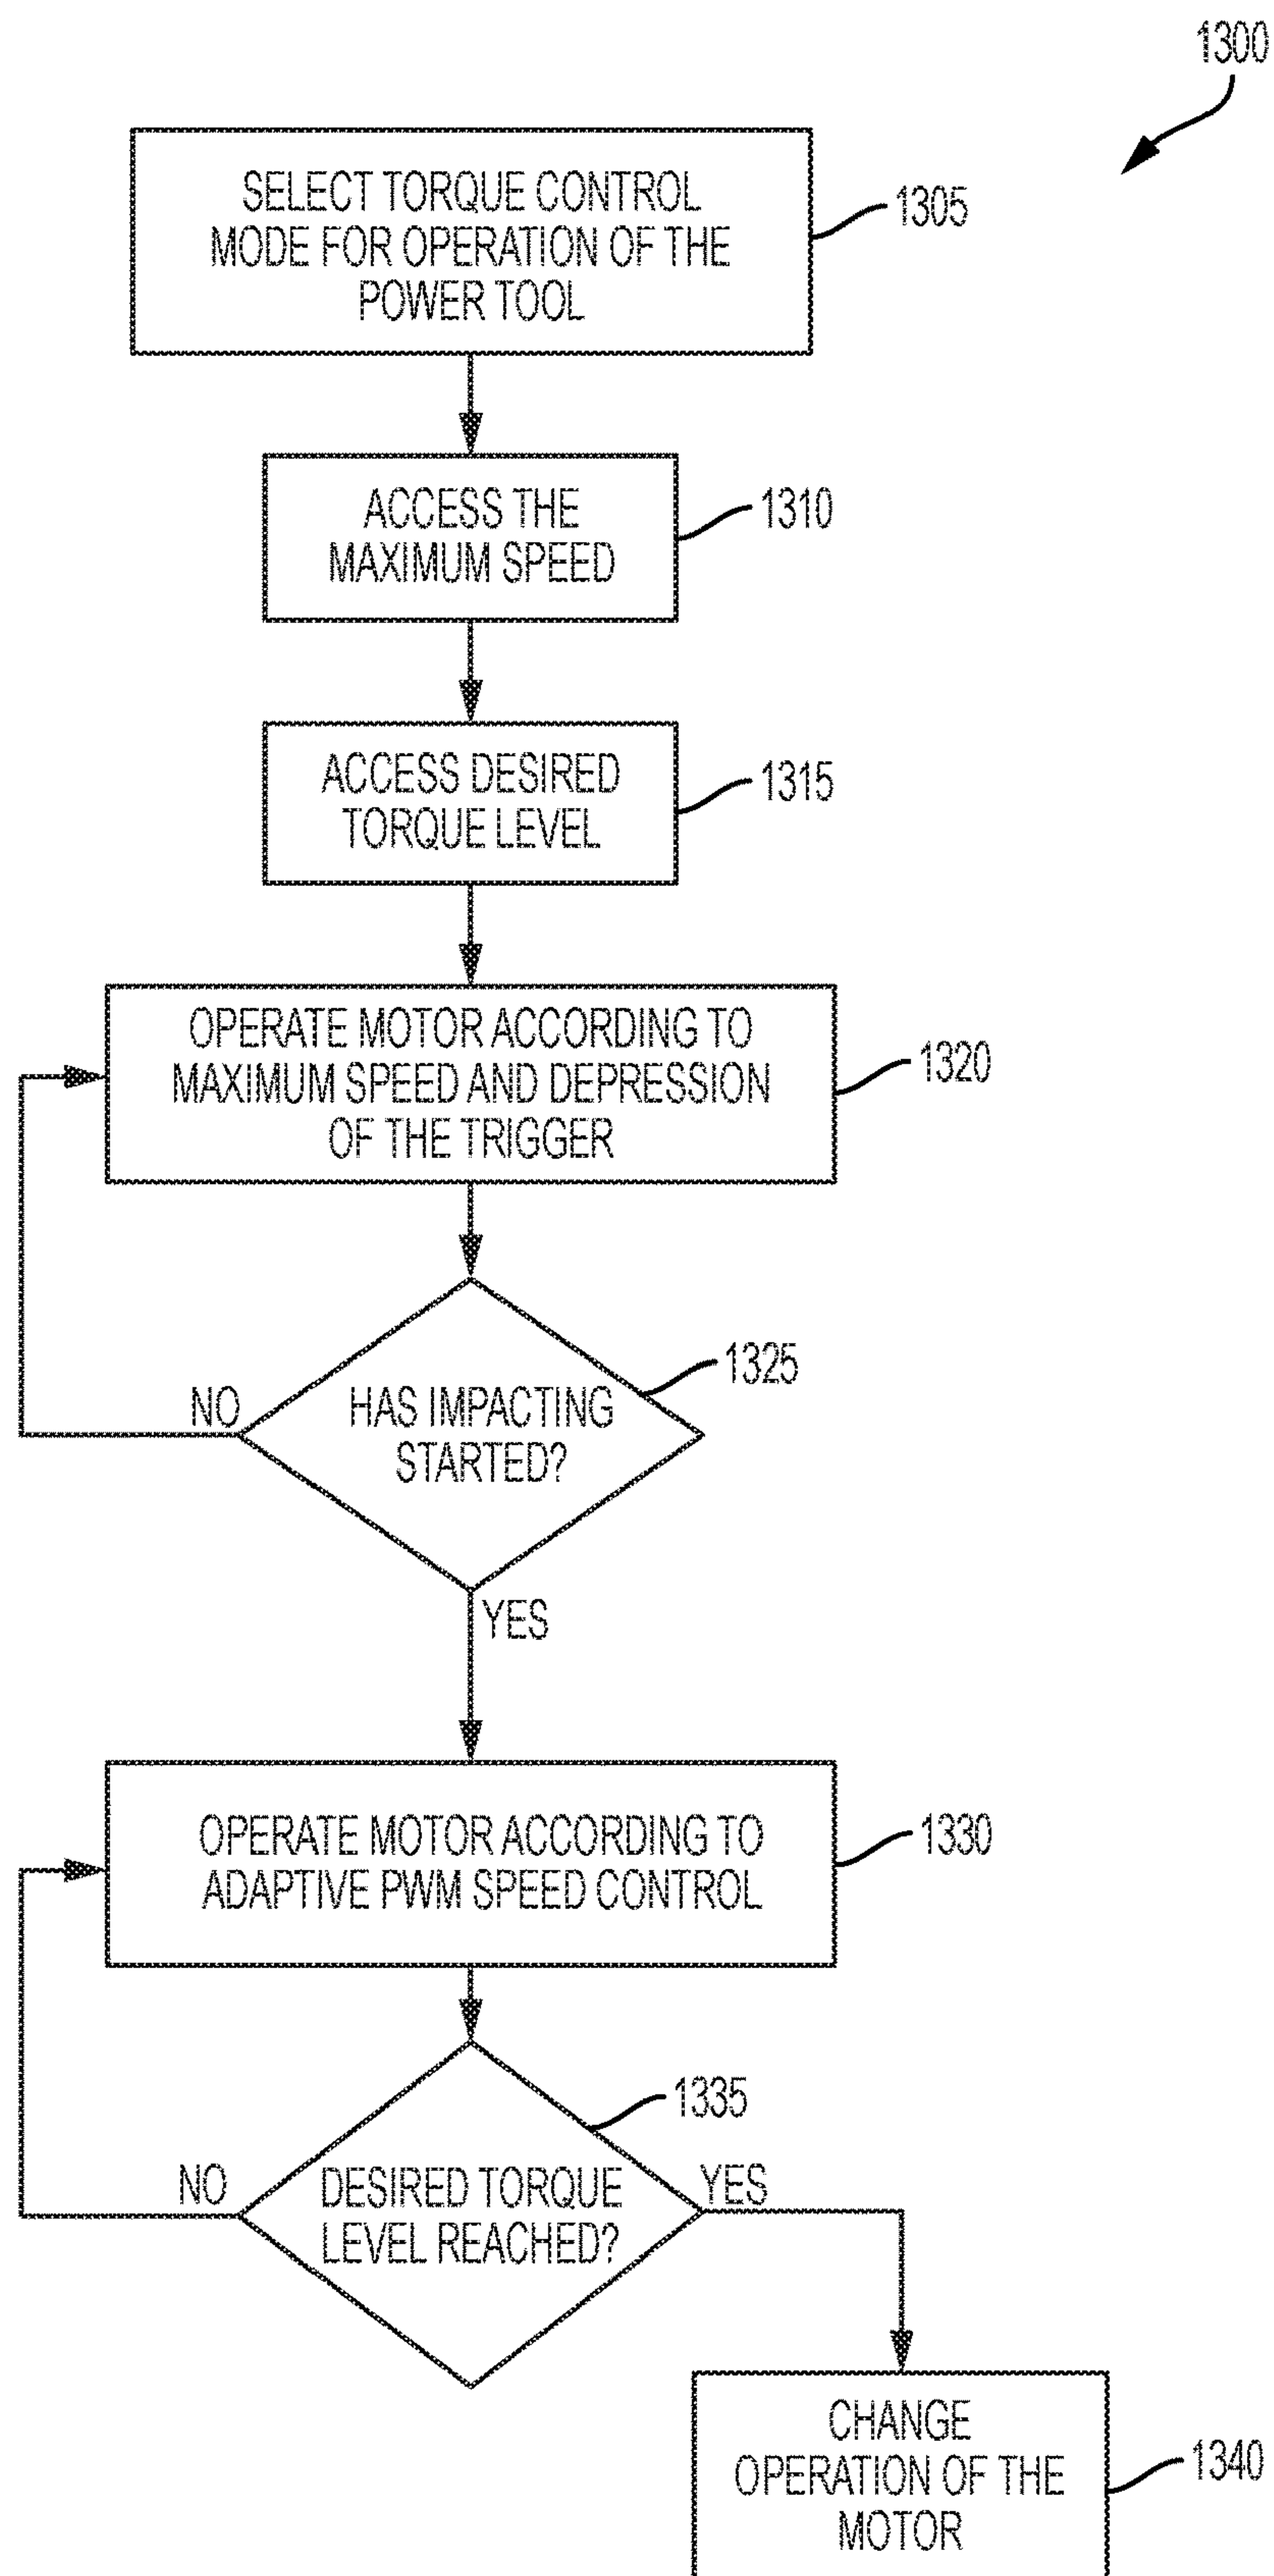 1300
SELECT TORQUE CONTROL
MODE FOR OPERATION OF THE
POWER TOOL
1305
ACCESS THE
MAXIMUM SPEED
1310
ACCESS DESIRED
TORQUE LEVEL
1315
OPERATE MOTOR ACCORDING TO
MAXIMUM SPEED AND DEPRESSION
OF THE TRIGGER
1320
HAS IMPACTING
STARTED?
1325
NO
YES
OPERATE MOTOR ACCORDING TO
ADAPTIVE PWM SPEED CONTROL
1330
DESIRED TORQUE
LEVEL REACHED?
1335
NO
YES
CHANGE
OPERATION OF THE
MOTOR
1340